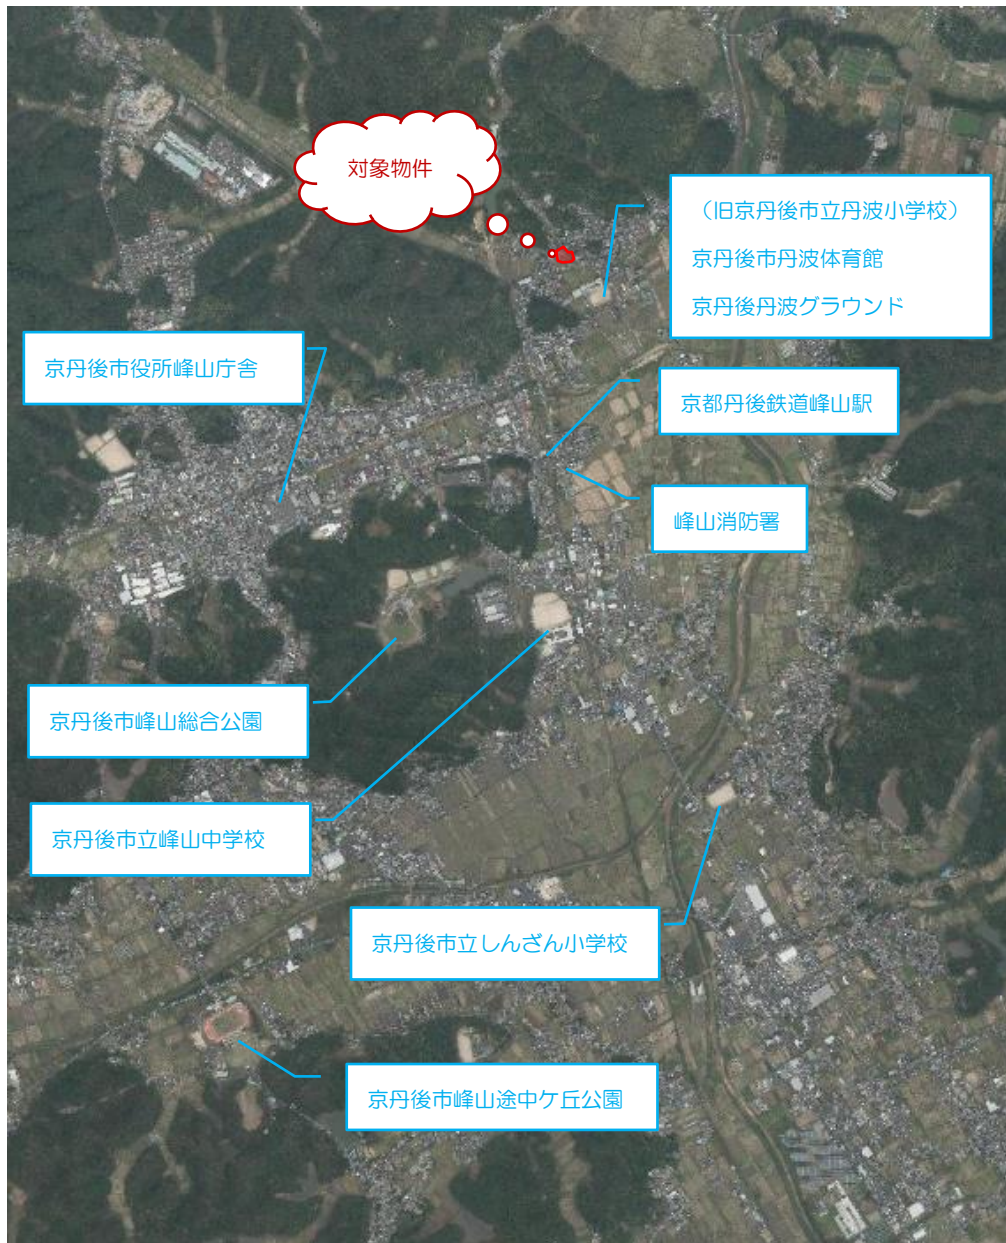 対象物件
（旧京丹後市立丹波小学校）
京丹後市丹波体育館
京丹後丹波グラウンド
京丹後市役所峰山庁舎
京都丹後鉄道峰山駅
峰山消防署
京丹後市峰山総合公園
京丹後市立峰山中学校
京丹後市立しんざん小学校
京丹後市峰山途中ケ丘公園